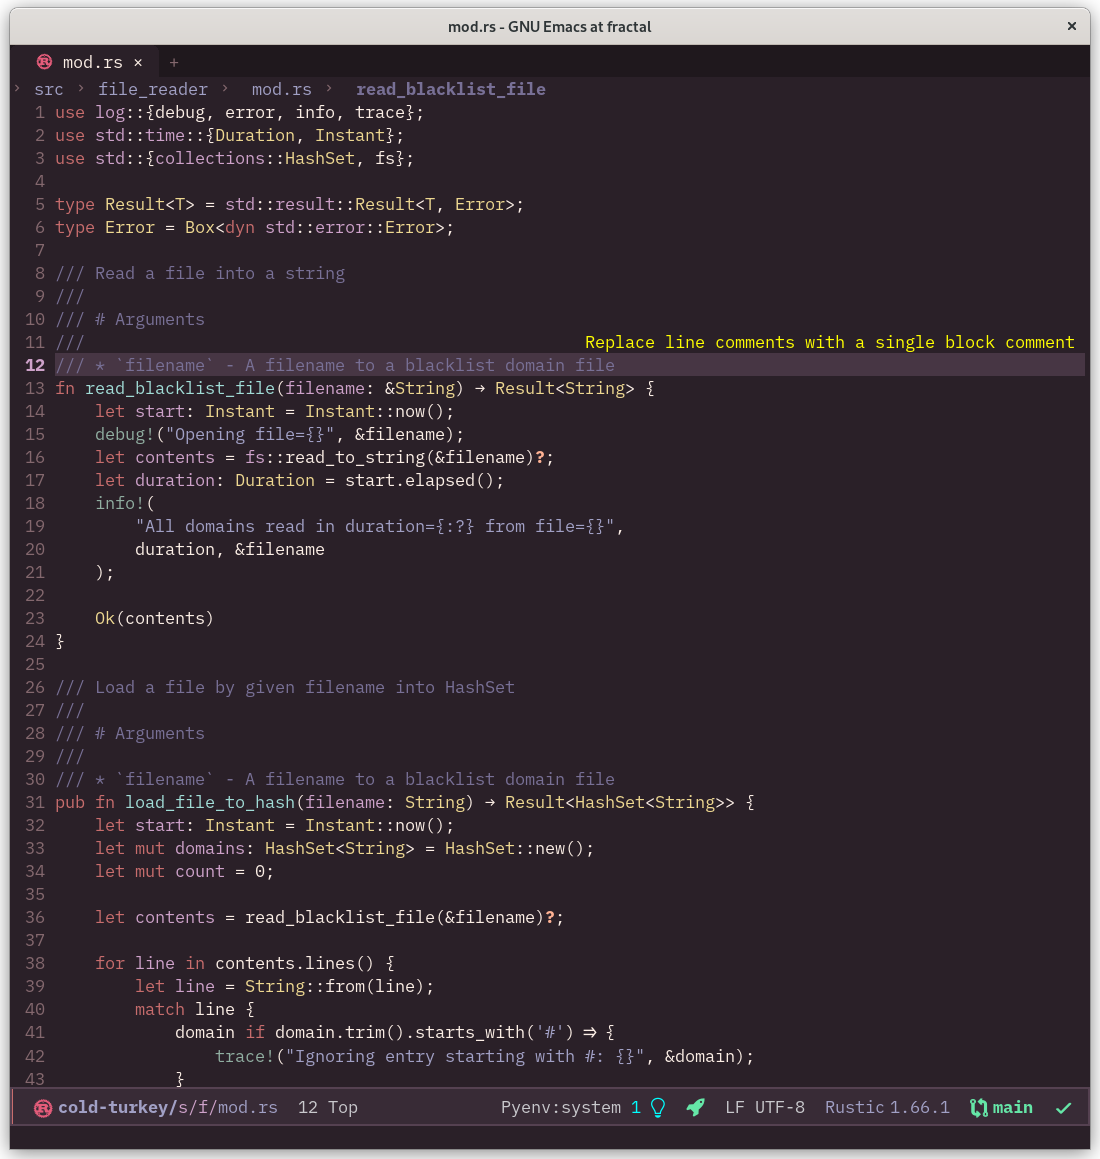 mod.rs - GNU Emacs at fractal ×
mod.rs × +
› src › file_reader › mod.rs › read_blacklist_file
1 use log::{debug, error, info, trace};
2 use std::time::{Duration, Instant};
3 use std::{collections::HashSet, fs};
4
5 type Result<T> = std::result::Result<T, Error>;
6 type Error = Box<dyn std::error::Error>;
7
8 /// Read a file into a string
9 ///
10 /// # Arguments
11 /// Replace line comments with a single block comment
12 /// * `filename` - A filename to a blacklist domain file
13 fn read_blacklist_file(filename: &String) → Result<String> {
14     let start: Instant = Instant::now();
15     debug!("Opening file={}", &filename);
16     let contents = fs::read_to_string(&filename)?;
17     let duration: Duration = start.elapsed();
18     info!(
19         "All domains read in duration={:?} from file={}",
20         duration, &filename
21     );
22
23     Ok(contents)
24 }
25
26 /// Load a file by given filename into HashSet
27 ///
28 /// # Arguments
29 ///
30 /// * `filename` - A filename to a blacklist domain file
31 pub fn load_file_to_hash(filename: String) → Result<HashSet<String>> {
32     let start: Instant = Instant::now();
33     let mut domains: HashSet<String> = HashSet::new();
34     let mut count = 0;
35
36     let contents = read_blacklist_file(&filename)?;
37
38     for line in contents.lines() {
39         let line = String::from(line);
40         match line {
41             domain if domain.trim().starts_with('#') ⇒ {
42                 trace!("Ignoring entry starting with #: {}", &domain);
43             }
cold-turkey/s/f/mod.rs 12 Top Pyenv:system 1 LF UTF-8 Rustic 1.66.1 main ✓